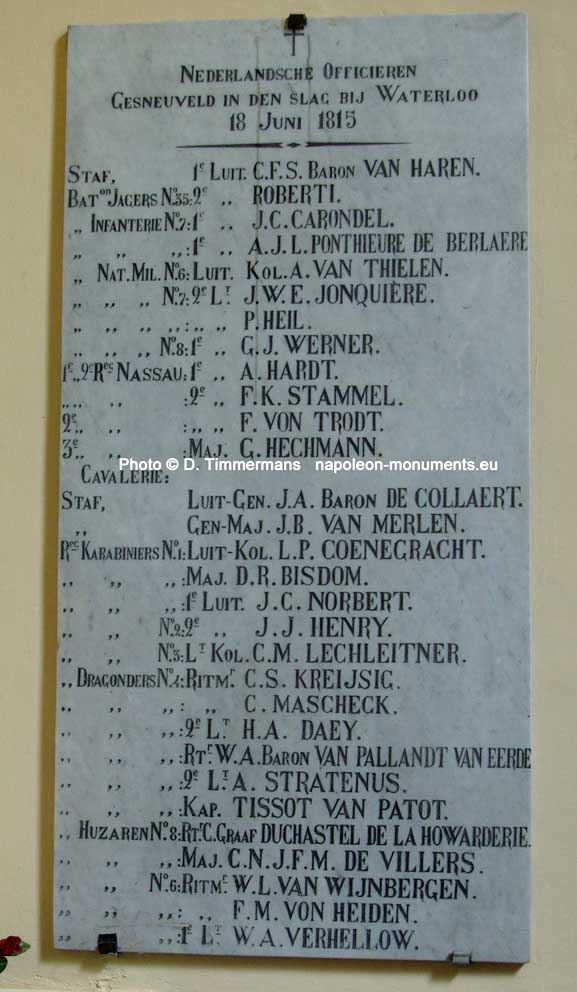 NEDERLANDSCHE OFFICIEREN
GESNEUVELD IN DEN SLAG BIJ WATERLOO
18 JUNI 1815
STAF, 1e LUIT. C.F.S. BARON VAN HAREN.
BATon JAGERS No.35:2e ,, ROBERTI.
,, INFANTERIE No.7:1e ,, J.C. CARONDEL.
,, ,, ,,:1e ,, A.J.L. PONTHIEURE DE BERLAERE
,, NAT. MIL. No.6: LUIT. KOL. A. VAN THIELEN.
,, ,, ,, No.7: 2e LT. J.W.E. JONQUIÈRE.
,, ,, ,, ,,:,, ,, P. HEIL.
,, ,, ,, No.8:1e ,, G.J. WERNER.
1e,,2e REG NASSAU:1e ,, A. HARDT.
,,,, ,, :2e ,, F.K. STAMMEL.
2e,, ,, :,, ,, F. VON TRODT.
3e,, ,, :MAJ. G. HECHMANN.
Photo © D. Timmermans napoleon-monuments.eu
CAVALERIE:
STAF, LUIT-GEN. J.A. BARON DE COLLAERT.
,, GEN-MAJ. J.B. VAN MERLEN.
REG KARABINIERS No.1: LUIT-KOL. L.P. COENEGRACHT.
,, ,, ,,:MAJ. D.R. BISDOM.
,, ,, ,,:1e LUIT. J.C. NORBERT.
,, ,, No.2:2e ,, J.J. HENRY.
,, ,, No.3:LT KOL. C.M. LECHLEITNER.
,, DRAGONDERS No.4: RITMr. C.S. KREIJSIG.
,, ,, ,,: ,, C. MASCHECK.
,, ,, ,,:2e LT. H.A. DAEY.
,, ,, ,,:RTr. W.A. BARON VAN PALLANDT VAN EERDE
,, ,, ,,:2e LT. A. STRATENUS.
,, ,, ,,:KAP. TISSOT VAN PATOT.
,, HUZAREN No.8: RTr. C. GRAAF DUCHASTEL DE LA HOWARDERIE.
,, ,, ,,:MAJ. C.N.J.F.M. DE VILLERS.
,, ,, No.6: RITMr. W.L. VAN WIJNBERGEN.
,, ,, ,,: ,, F.M. VON HEIDEN.
,, ,, ,,:1e LT. W.A. VERHELLOW.